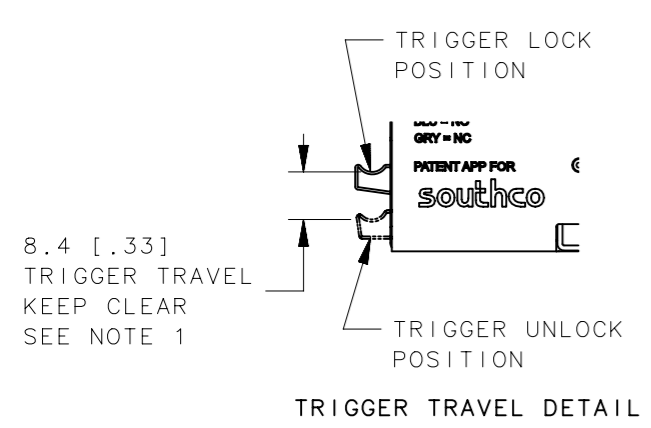 TRIGGER LOCK
POSITION
GRY = NC
PATENT APP FOR
southco
8.4 [.33]
TRIGGER TRAVEL
KEEP CLEAR
SEE NOTE 1
TRIGGER UNLOCK
POSITION
TRIGGER TRAVEL DETAIL